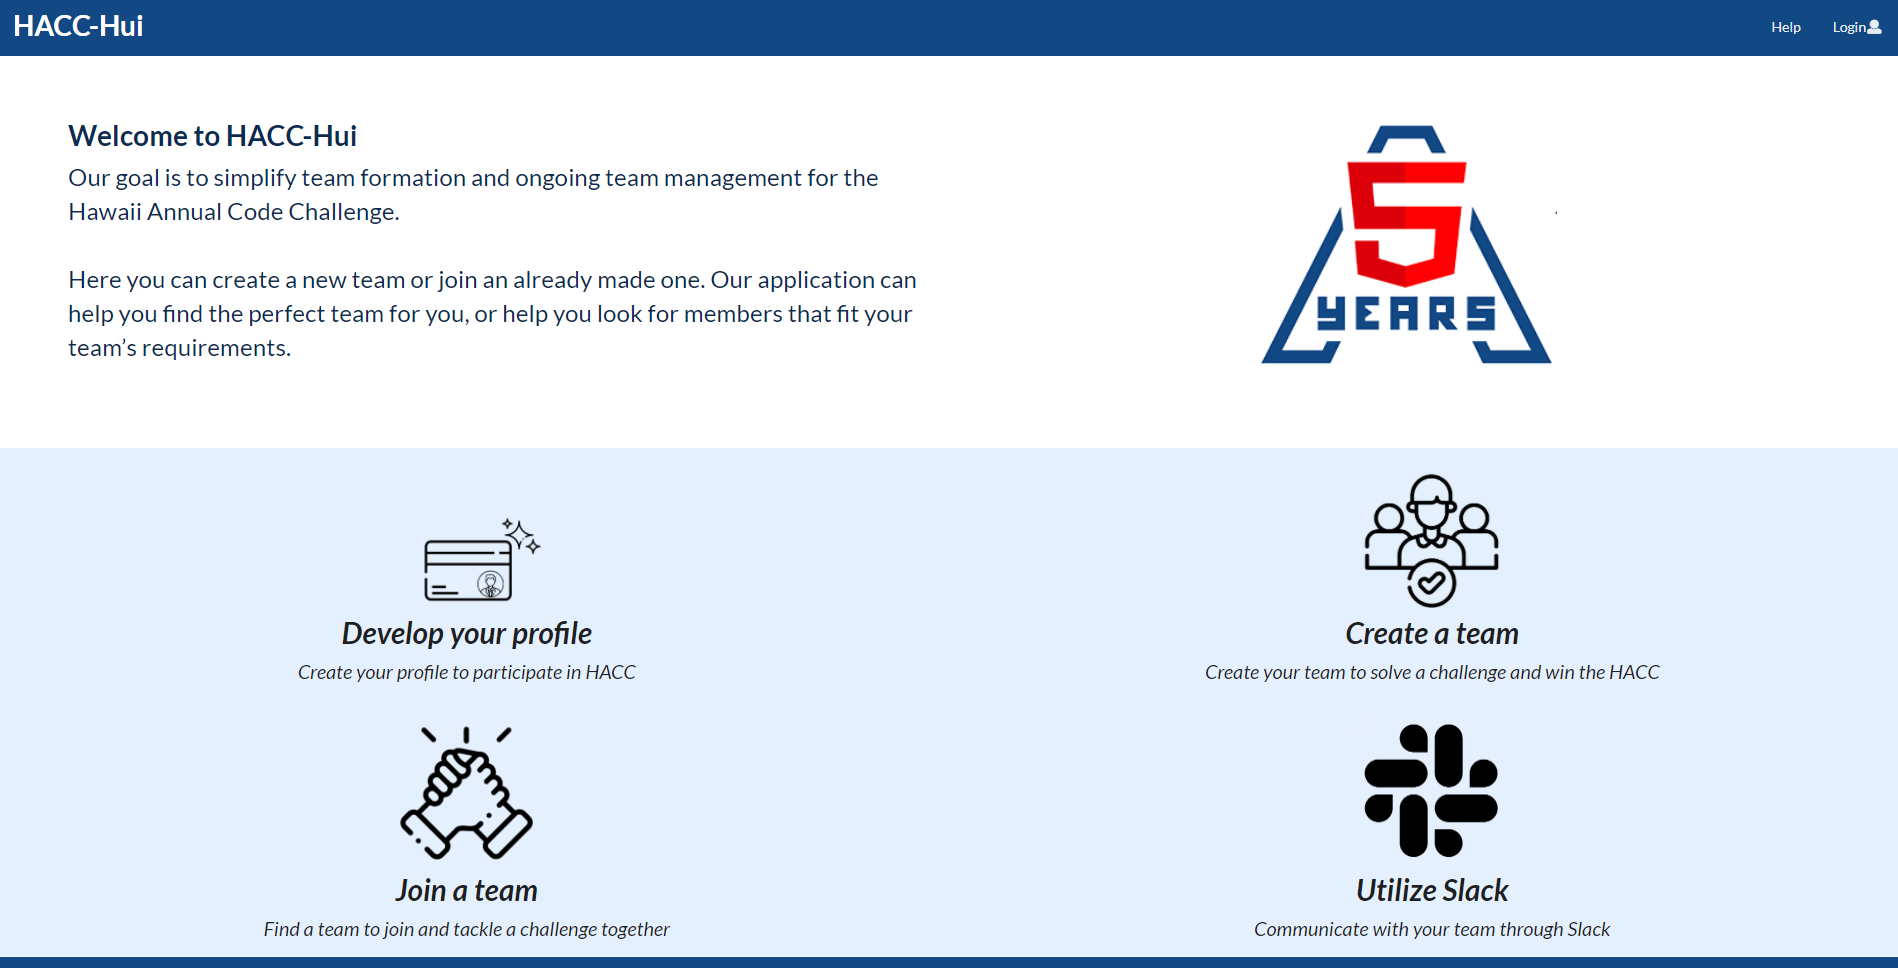 HACC-Hui
Help
Login
Welcome to HACC-Hui
Our goal is to simplify team formation and ongoing team management for the
Hawaii Annual Code Challenge.
Here you can create a new team or join an already made one. Our application can
help you find the perfect team for you, or help you look for members that fit your
team’s requirements.
5
YEARS
Develop your profile
Create your profile to participate in HACC
Create a team
Create your team to solve a challenge and win the HACC
Join a team
Find a team to join and tackle a challenge together
Utilize Slack
Communicate with your team through Slack